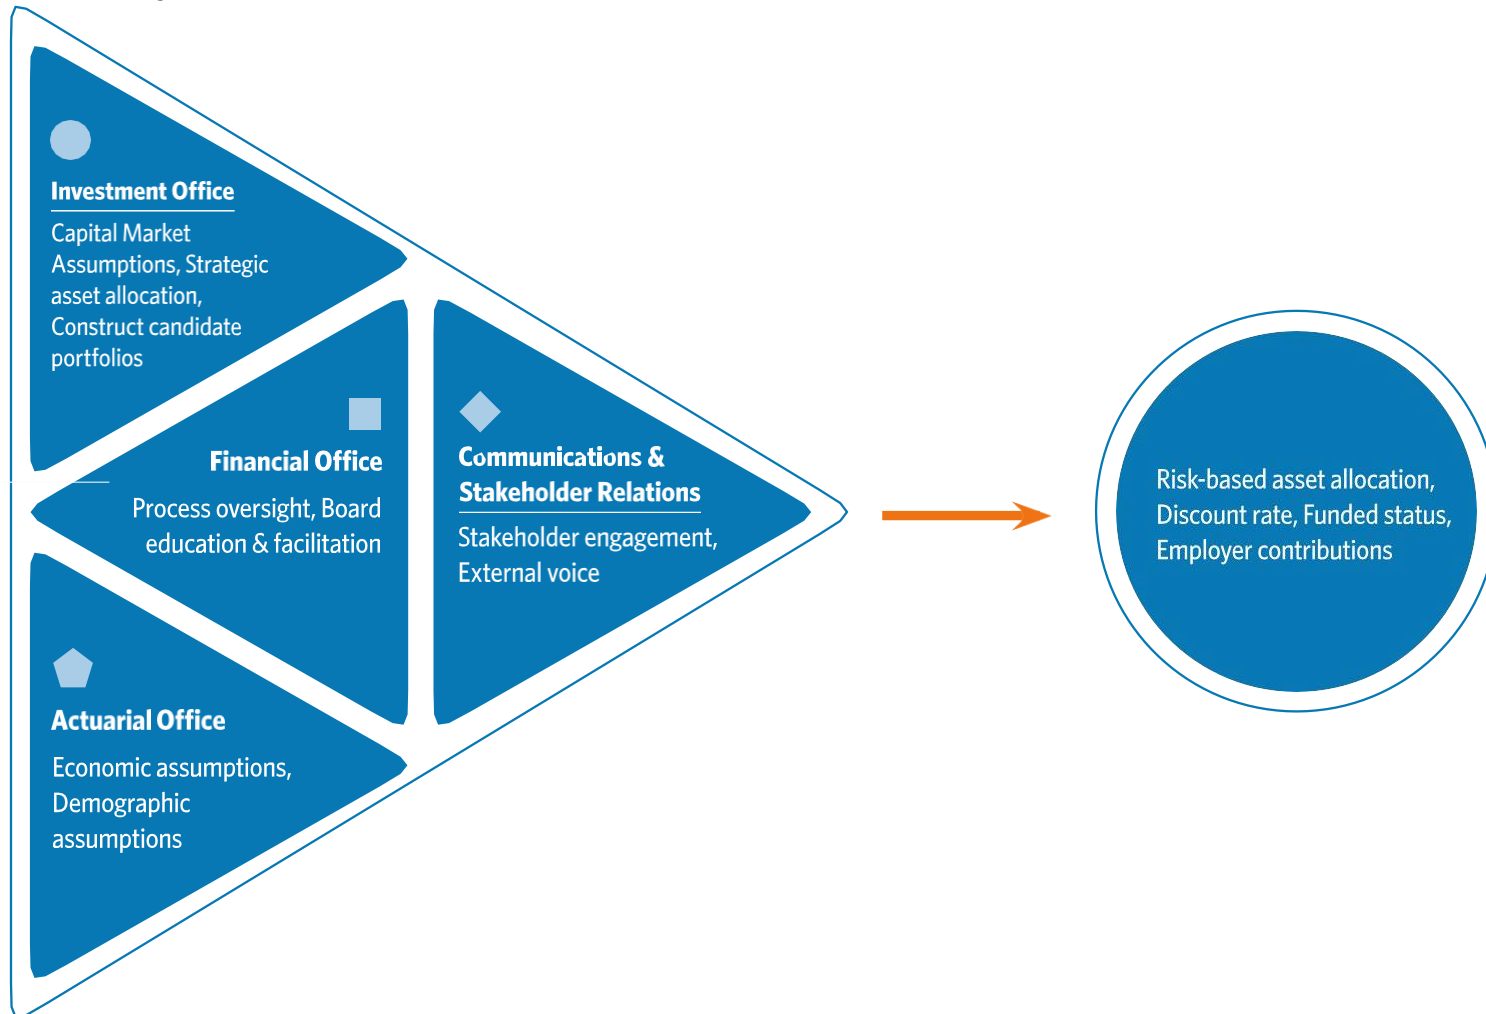 Investment Office
Capital Market
Assumptions, Strategic
asset allocation,
Construct candidate
portfolios
Financial Office
Process oversight, Board
education & facilitation
Communications &
Stakeholder Relations
Stakeholder engagement,
External voice
Actuarial Office
Economic assumptions,
Demographic
assumptions
Risk-based asset allocation,
Discount rate, Funded status,
Employer contributions